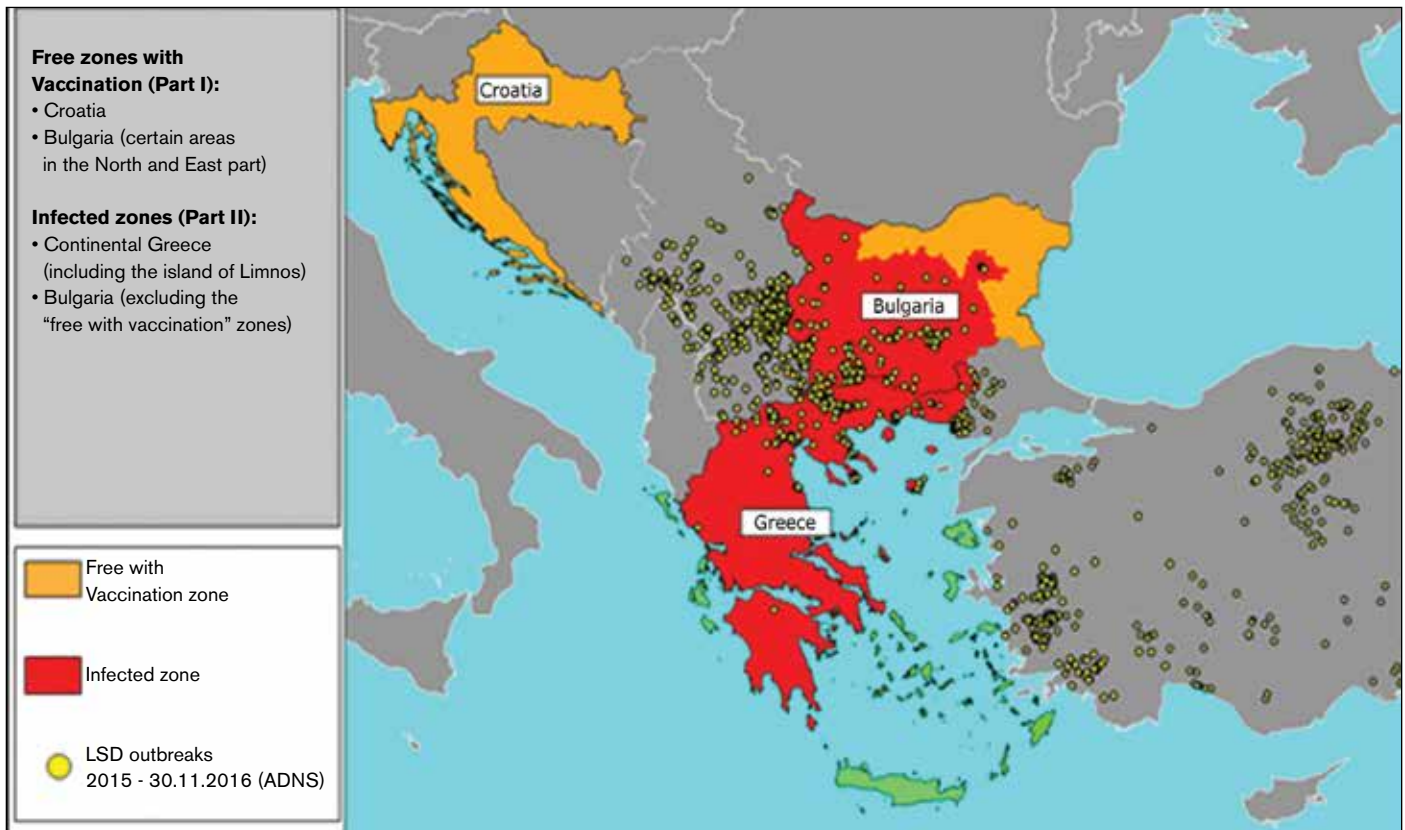 Free zones with
Vaccination (Part I):
• Croatia
• Bulgaria (certain areas
in the North and East part)
Infected zones (Part II):
• Continental Greece
(including the island of Limnos)
• Bulgaria (excluding the
“free with vaccination” zones)
Free with
Vaccination zone
Infected zone
LSD outbreaks
2015 - 30.11.2016 (ADNS)
Croatia
Bulgaria
Greece